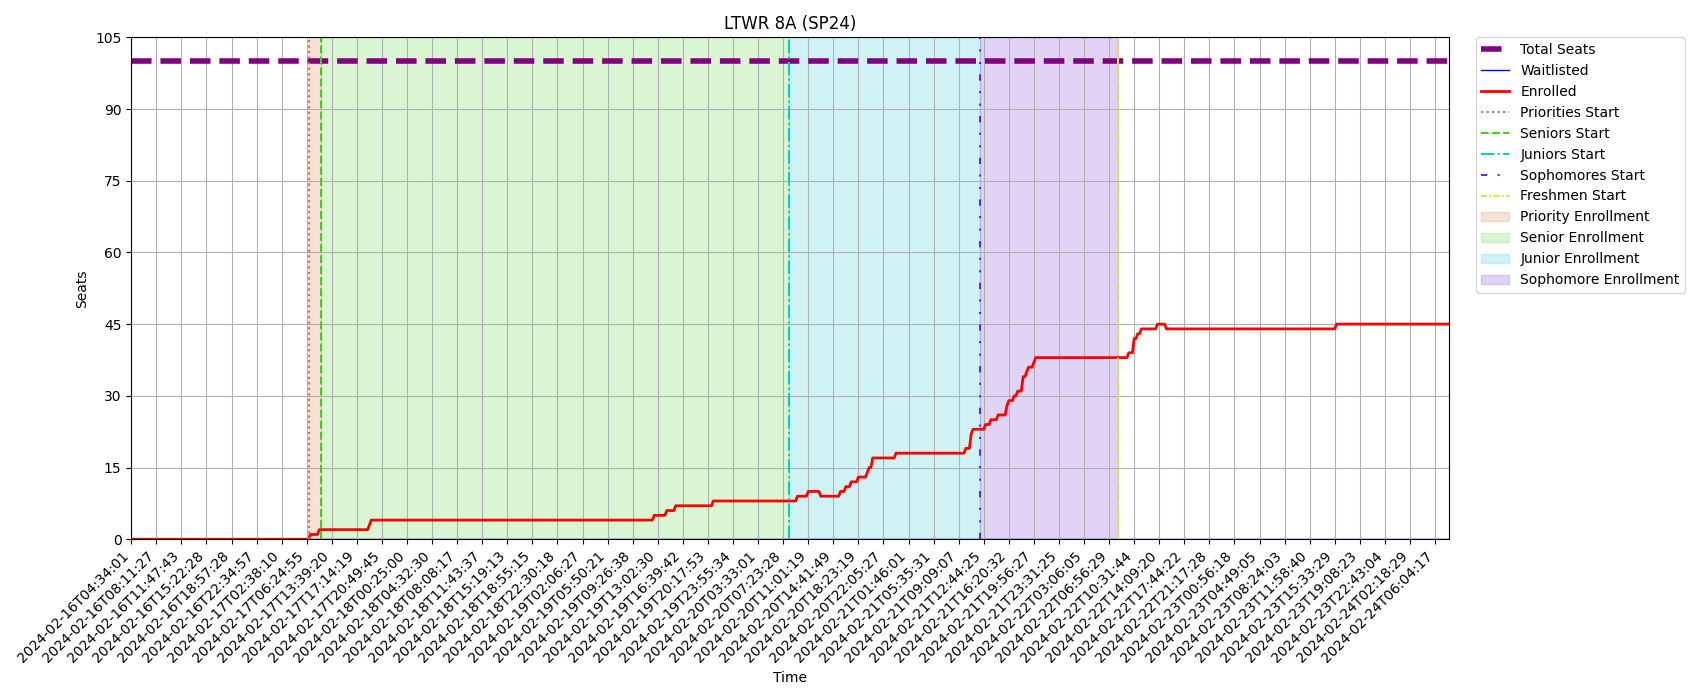 LTWR 8A (SP24)
105
90
75
60
45
30
15
0
Seats
2024-02-16T04:34:01
2024-02-16T08:11:27
2024-02-16T11:47:43
2024-02-16T15:22:28
2024-02-16T18:57:28
2024-02-16T22:34:57
2024-02-17T02:38:10
2024-02-17T06:24:55
2024-02-17T13:39:20
2024-02-17T17:14:19
2024-02-17T20:49:45
2024-02-18T00:25:00
2024-02-18T04:32:30
2024-02-18T08:08:17
2024-02-18T11:43:37
2024-02-18T15:19:13
2024-02-18T18:55:15
2024-02-18T22:30:18
2024-02-19T02:06:27
2024-02-19T05:50:21
2024-02-19T09:26:38
2024-02-19T13:02:30
2024-02-19T16:39:42
2024-02-19T20:17:53
2024-02-19T23:55:34
2024-02-20T03:33:01
2024-02-20T07:23:28
2024-02-20T11:01:19
2024-02-20T14:41:49
2024-02-20T18:23:19
2024-02-20T22:05:27
2024-02-21T01:46:01
2024-02-21T05:35:31
2024-02-21T09:09:07
2024-02-21T12:44:25
2024-02-21T16:20:32
2024-02-21T19:56:27
2024-02-21T23:31:25
2024-02-22T03:06:05
2024-02-22T06:56:29
2024-02-22T10:31:44
2024-02-22T14:09:20
2024-02-22T17:44:22
2024-02-22T21:17:28
2024-02-23T00:56:18
2024-02-23T04:49:05
2024-02-23T08:24:03
2024-02-23T11:58:40
2024-02-23T15:33:29
2024-02-23T19:08:23
2024-02-23T22:43:04
2024-02-24T02:18:29
2024-02-24T06:04:17
Time
Total Seats
Waitlisted
Enrolled
Priorities Start
Seniors Start
Juniors Start
Sophomores Start
Freshmen Start
Priority Enrollment
Senior Enrollment
Junior Enrollment
Sophomore Enrollment